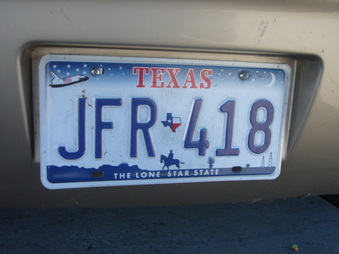 TEXAS
JFR 418
THE LONE STAR STATE